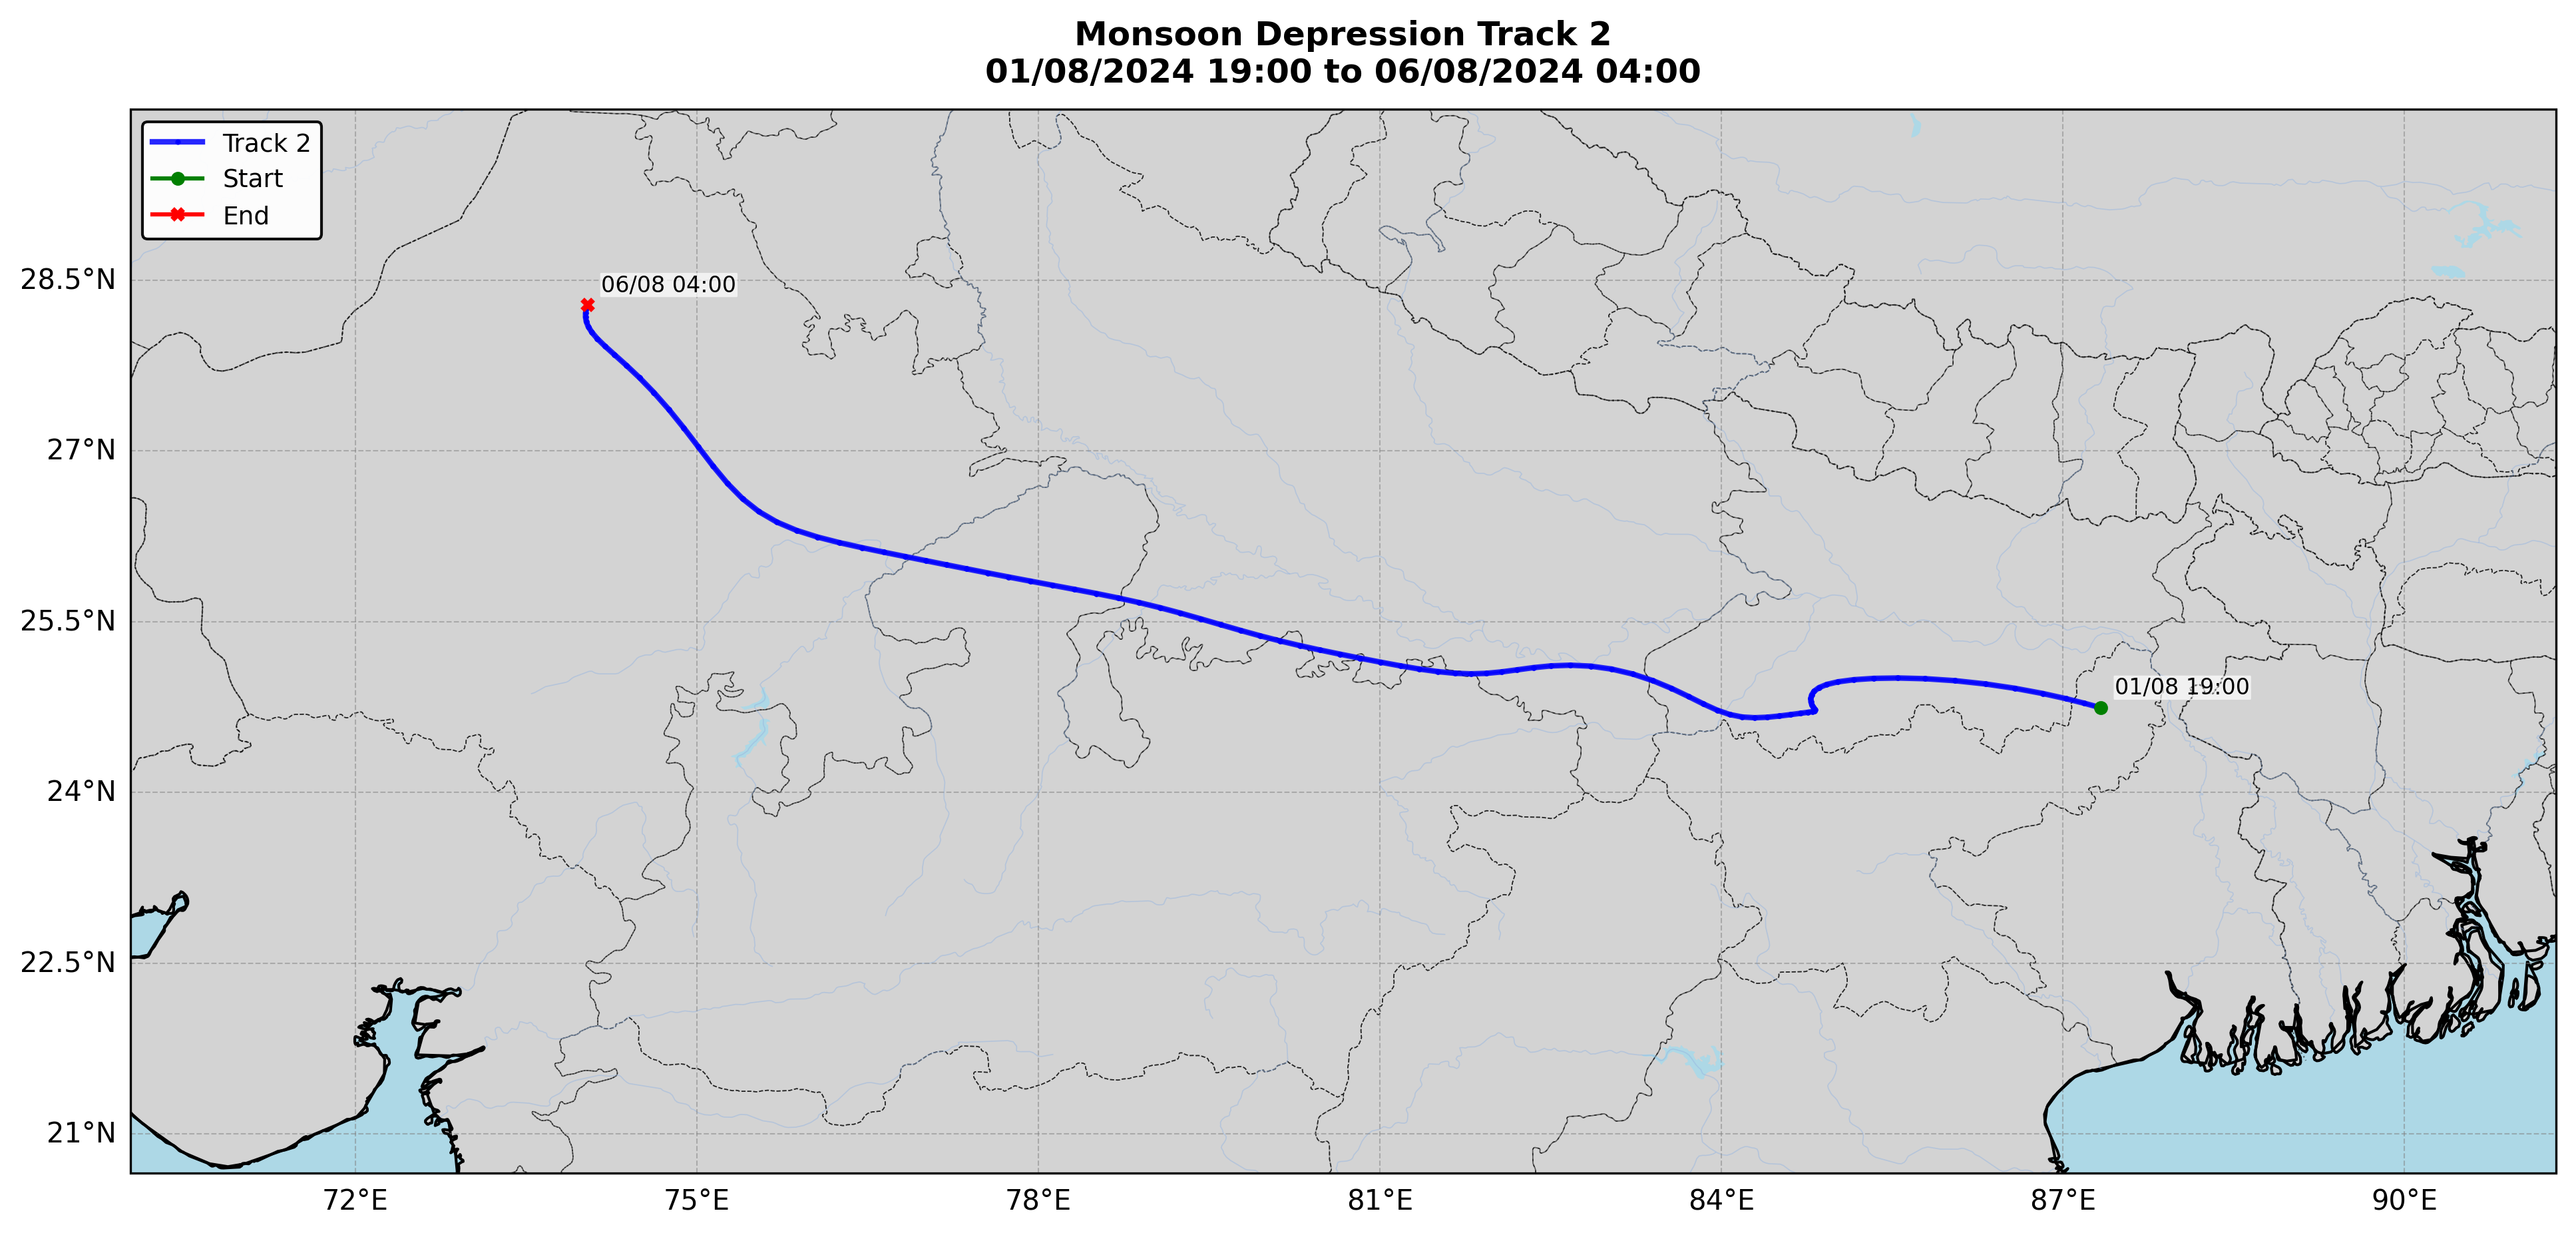 Monsoon Depression Track 2
01/08/2024 19:00 to 06/08/2024 04:00
Track 2
Start
End
28.5°N
27°N
25.5°N
24°N
22.5°N
21°N
06/08 04:00
01/08 19:00
72°E
75°E
78°E
81°E
84°E
87°E
90°E